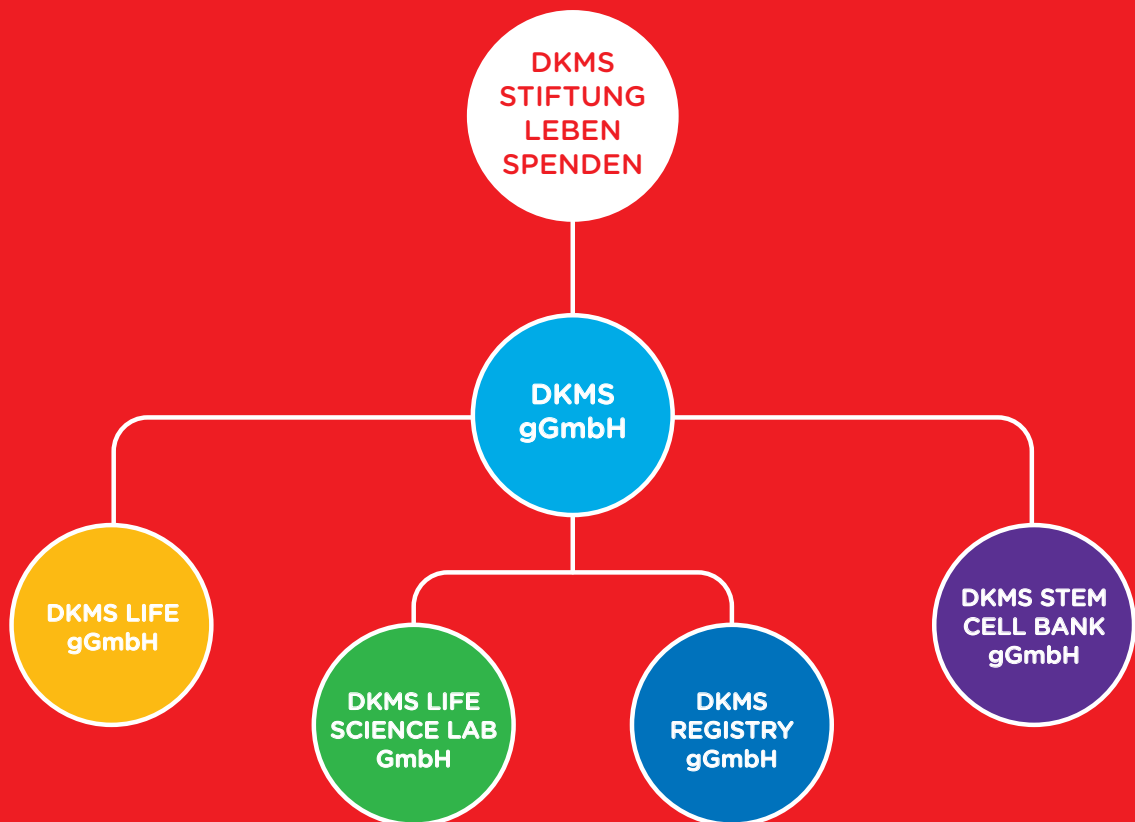 DKMS
STIFTUNG
LEBEN
SPENDEN
DKMS
gGmbH
DKMS LIFE
gGmbH
DKMS LIFE
SCIENCE LAB
GmbH
DKMS
REGISTRY
gGmbH
DKMS STEM
CELL BANK
gGmbH